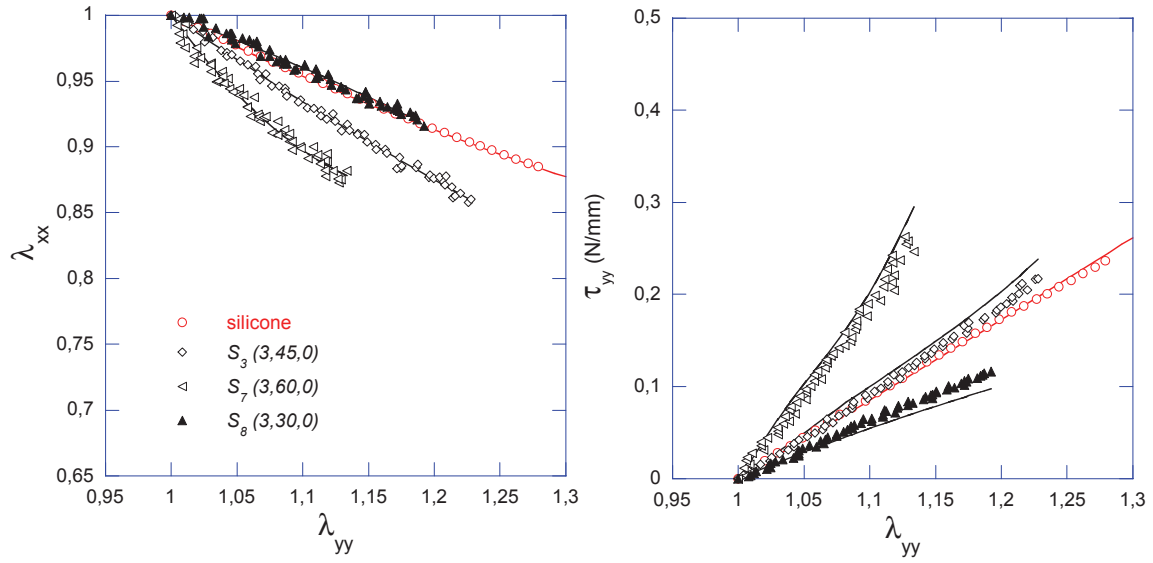 1
0,95
0,9
0,85
0,8
0,75
0,7
0,65
λxx
0,95 1 1,05 1,1 1,15 1,2 1,25 1,3
λyy
silicone
S3 (3,45,0)
S7 (3,60,0)
S8 (3,30,0)
0,5
0,4
0,3
0,2
0,1
0
τyy (N/mm)
0,95 1 1,05 1,1 1,15 1,2 1,25 1,3
λyy